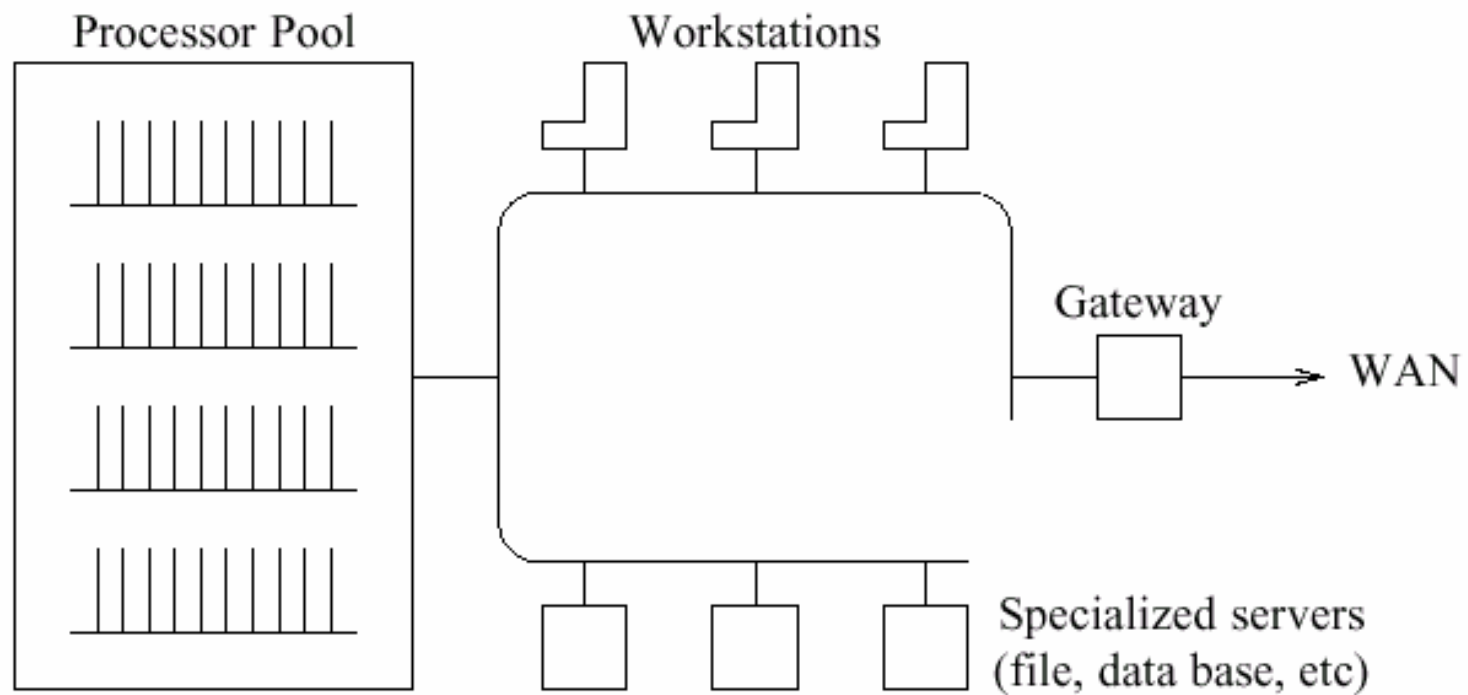 Processor Pool
Workstations
Gateway
WAN
Specialized servers
(file, data base, etc)